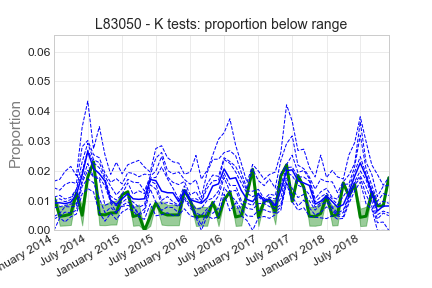 L83050 - K tests: proportion below range
Proportion
0.06
0.05
0.04
0.03
0.02
0.01
0.00
nuary 2014
July 2014
January 2015
July 2015
January 2016
July 2016
January 2017
July 2017
January 2018
July 2018